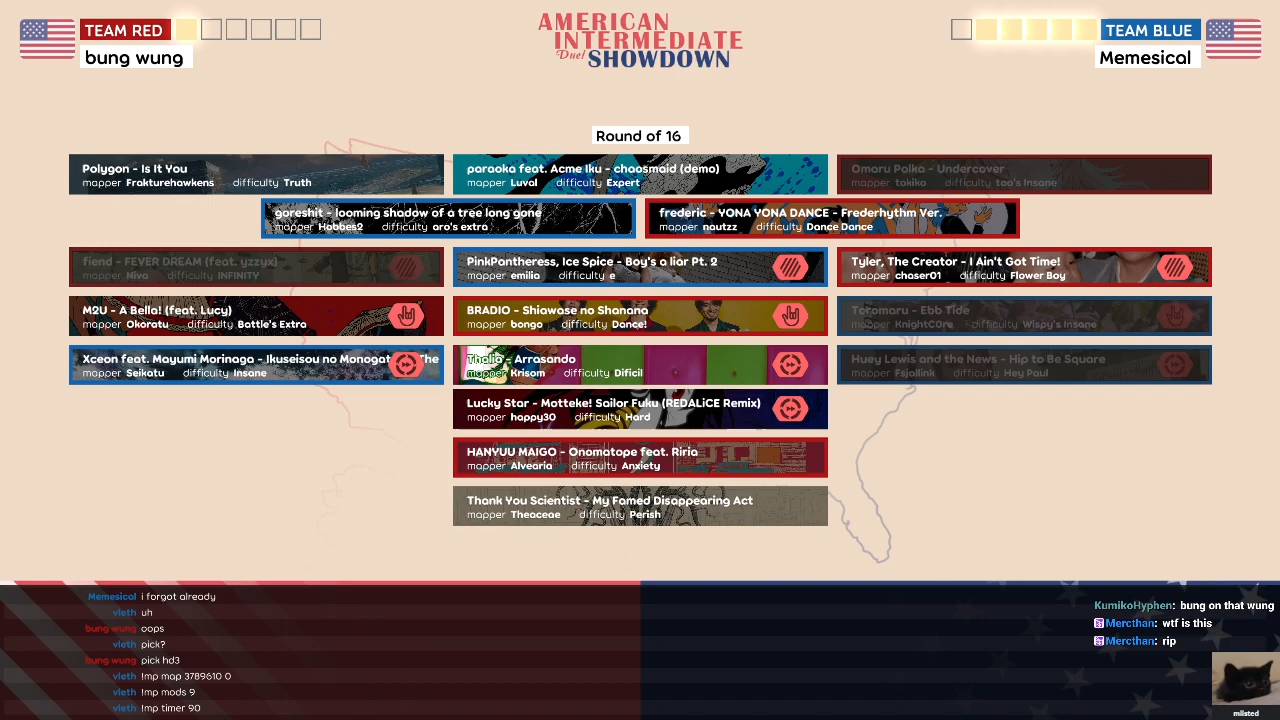 TEAM RED
bung wung
AMERICAN
INTERMEDIATE
Duel SHOWDOWN
TEAM BLUE
Memesical
Round of 16
Polygon - Is It You
mapper Frakturehawkens difficulty Truth
paraoka feat. Acme Iku - chaosmaid (demo)
mapper Luval difficulty Expert
Omaru Polka - Undercover
mapper tokiko difficulty too's Insane
goreshit - looming shadow of a tree long gone
mapper Hobbes2 difficulty aro's extra
frederic - YONA YONA DANCE - Frederhythm Ver.
mapper nautzz difficulty Dance Dance
fiend - FEVER DREAM (feat. yzzyx)
mapper Niva difficulty INFINITY
PinkPantheress, Ice Spice - Boy's a liar Pt. 2
mapper emilia difficulty e
Tyler, The Creator - I Ain't Got Time!
mapper chaser01 difficulty Flower Boy
M2U - A Bella! (feat. Lucy)
mapper Okoratu difficulty Battle's Extra
BRADIO - Shiawase no Shanana
mapper bongo difficulty Dance!
Totomaru - Ebb Tide
mapper KnightC0re difficulty Wispy's Insane
Xceon feat. Mayumi Morinaga - Ikuseisou no Monogat The
mapper Seikatu difficulty Insane
Thalia - Arrasando
mapper Krisom difficulty Dificil
Huey Lewis and the News - Hip to Be Square
mapper Fsjallink difficulty Hey Paul
Lucky Star - Motteke! Sailor Fuku (REDALiCE Remix)
mapper happy30 difficulty Hard
HANYUU MAIGO - Onomatope feat. Riria
mapper Alvearia difficulty Anxiety
Thank You Scientist - My Famed Disappearing Act
mapper Theaceae difficulty Perish
Memesical i forgot already
vleth uh
bung wung oops
vleth pick?
bung wung pick hd3
vleth !mp map 3789610 0
vleth !mp mods 9
vleth !mp timer 90
KumikoHyphen: bung on that wung
Mercthan: wtf is this
Mercthan: rip
milsted